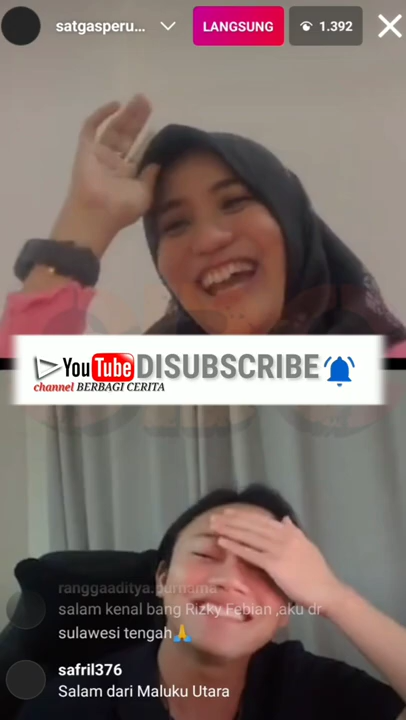 satgasperu...
LANGSUNG
1.392
YouTube DISUBSCRIBE
channel BERBAGI CERITA
ranggaaditya.purnama
salam kenal bang Rizky Febian ,aku dr
sulawesi tengah🙏
safril376
Salam dari Maluku Utara